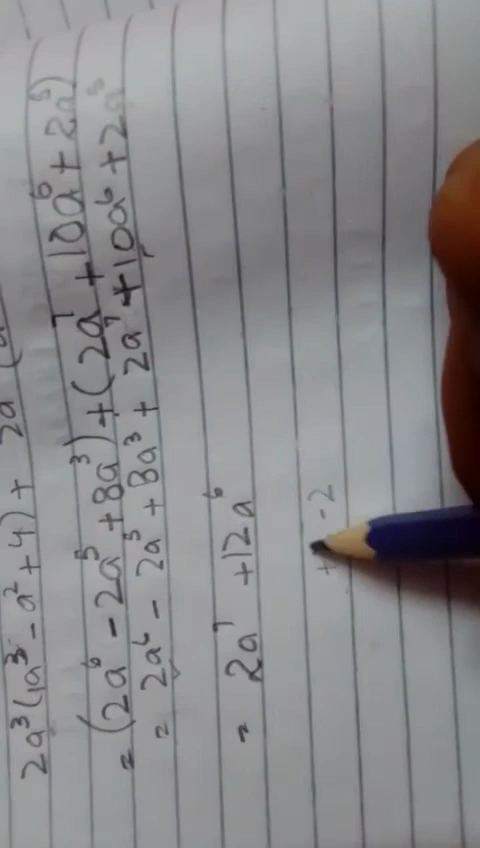 2a³(1a³ - a² + 4) + 2a (a
= (2a⁶ - 2a⁵ + 8a³) + (2a⁷ + 10a⁶ + 2a⁵)
= 2a⁶ - 2a⁵ + 8a³ + 2a⁷ + 10a⁶ + 2a⁵
= 2a⁷ + 12a⁶
+ - 2